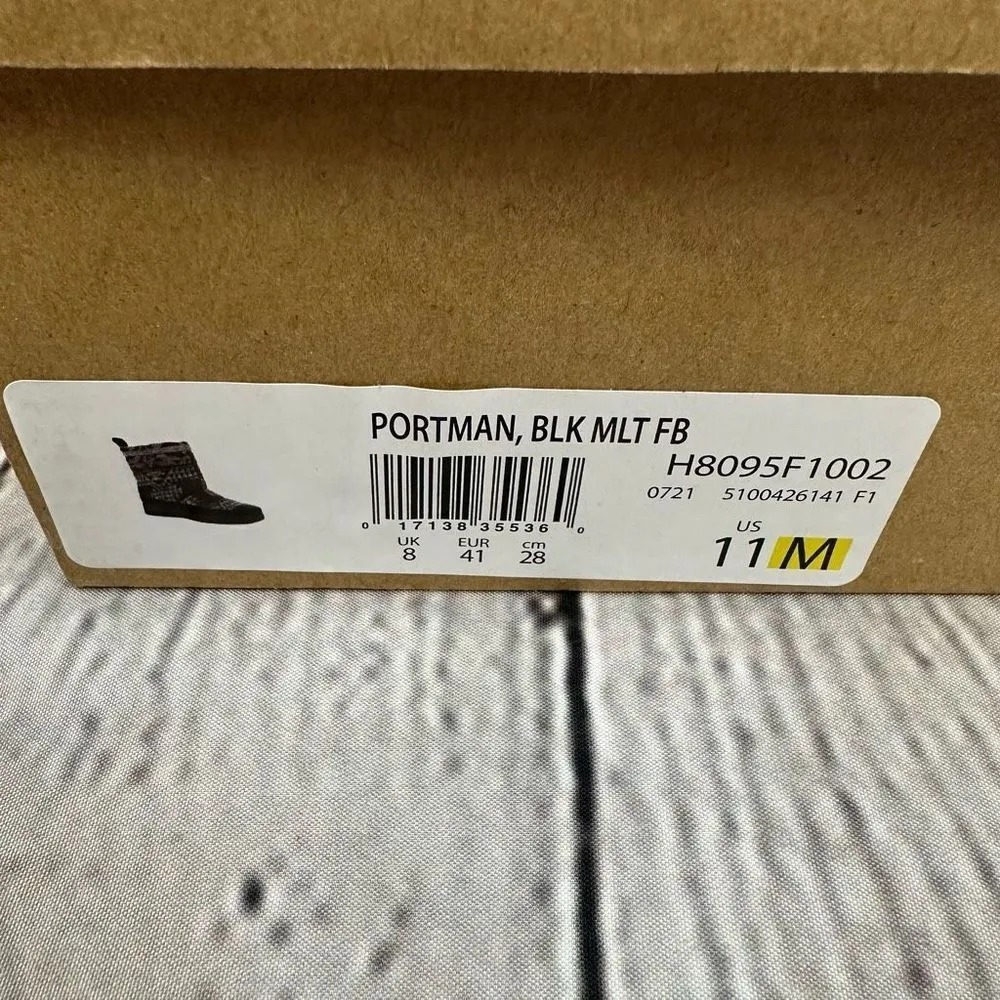 PORTMAN, BLK MLT FB
H8095F1002
0721 5100426141 F1
0 17138 35536 0
UK EUR cm
8 41 28
US
11 M